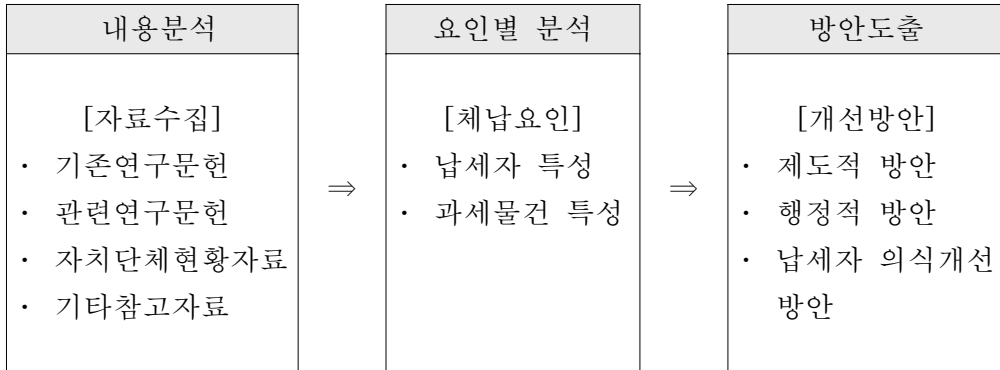 내용분석
[자료수집]
· 기존연구문헌
· 관련연구문헌
· 자치단체현황자료
· 기타참고자료
⇒
요인별 분석
[체납요인]
· 납세자 특성
· 과세물건 특성
⇒
방안도출
[개선방안]
· 제도적 방안
· 행정적 방안
· 납세자 의식개선
방안